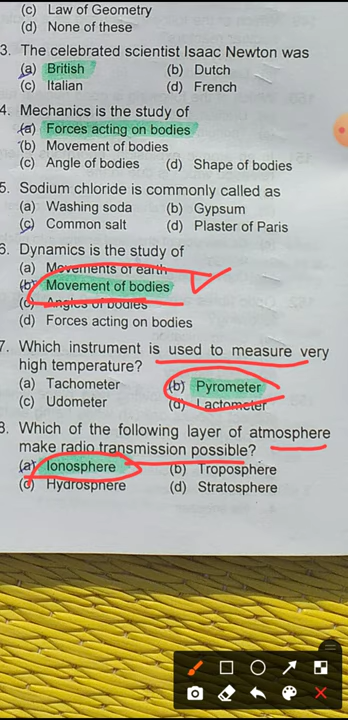 (c) Law of Geometry
(d) None of these
3. The celebrated scientist Isaac Newton was
(a) British (b) Dutch
(c) Italian (d) French
4. Mechanics is the study of
(a) Forces acting on bodies
(b) Movement of bodies
(c) Angle of bodies (d) Shape of bodies
5. Sodium chloride is commonly called as
(a) Washing soda (b) Gypsum
(c) Common salt (d) Plaster of Paris
6. Dynamics is the study of
(a) Movements of earth
(b) Movement of bodies
(c) Angles of bodies
(d) Forces acting on bodies
7. Which instrument is used to measure very
high temperature?
(a) Tachometer (b) Pyrometer
(c) Udometer (d) Lactometer
8. Which of the following layer of atmosphere
make radio transmission possible?
(a) Ionosphere (b) Troposphere
(c) Hydrosphere (d) Stratosphere